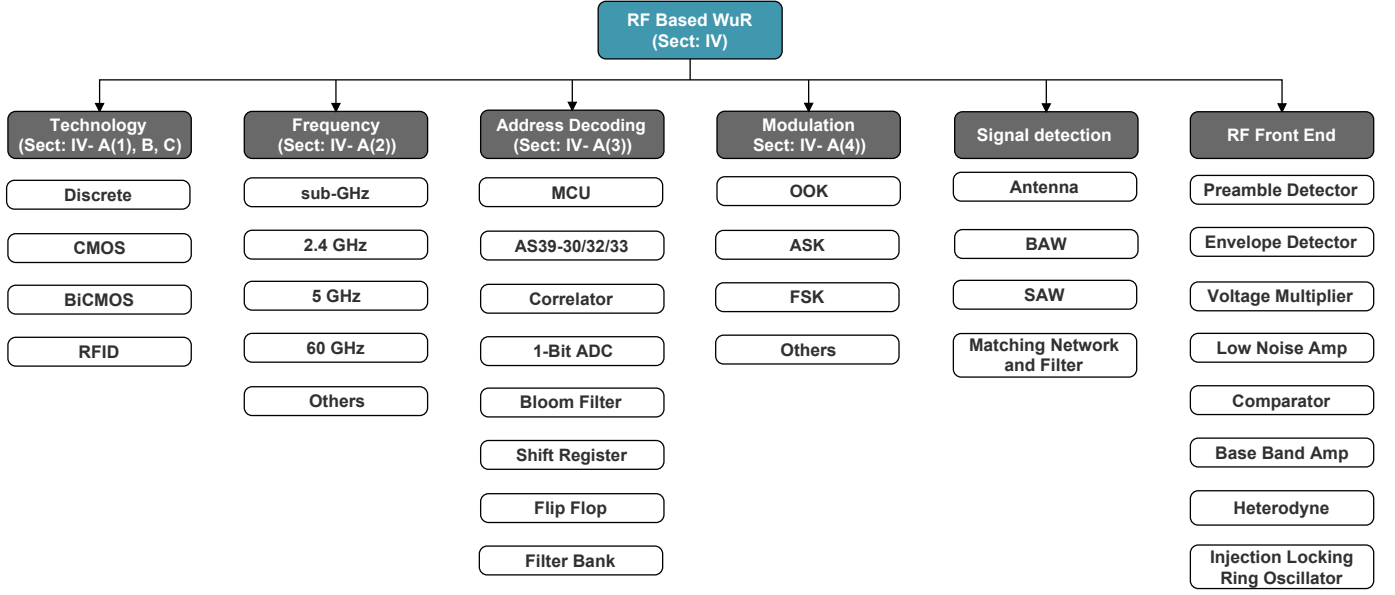 RF Based WuR
(Sect: IV)
Technology
(Sect: IV- A(1), B, C)
Discrete
CMOS
BiCMOS
RFID
Frequency
(Sect: IV- A(2))
sub-GHz
2.4 GHz
5 GHz
60 GHz
Others
Address Decoding
(Sect: IV- A(3))
MCU
AS39-30/32/33
Correlator
1-Bit ADC
Bloom Filter
Shift Register
Flip Flop
Filter Bank
Modulation
Sect: IV- A(4))
OOK
ASK
FSK
Others
Signal detection
Antenna
BAW
SAW
Matching Network
and Filter
RF Front End
Preamble Detector
Envelope Detector
Voltage Multiplier
Low Noise Amp
Comparator
Base Band Amp
Heterodyne
Injection Locking
Ring Oscillator